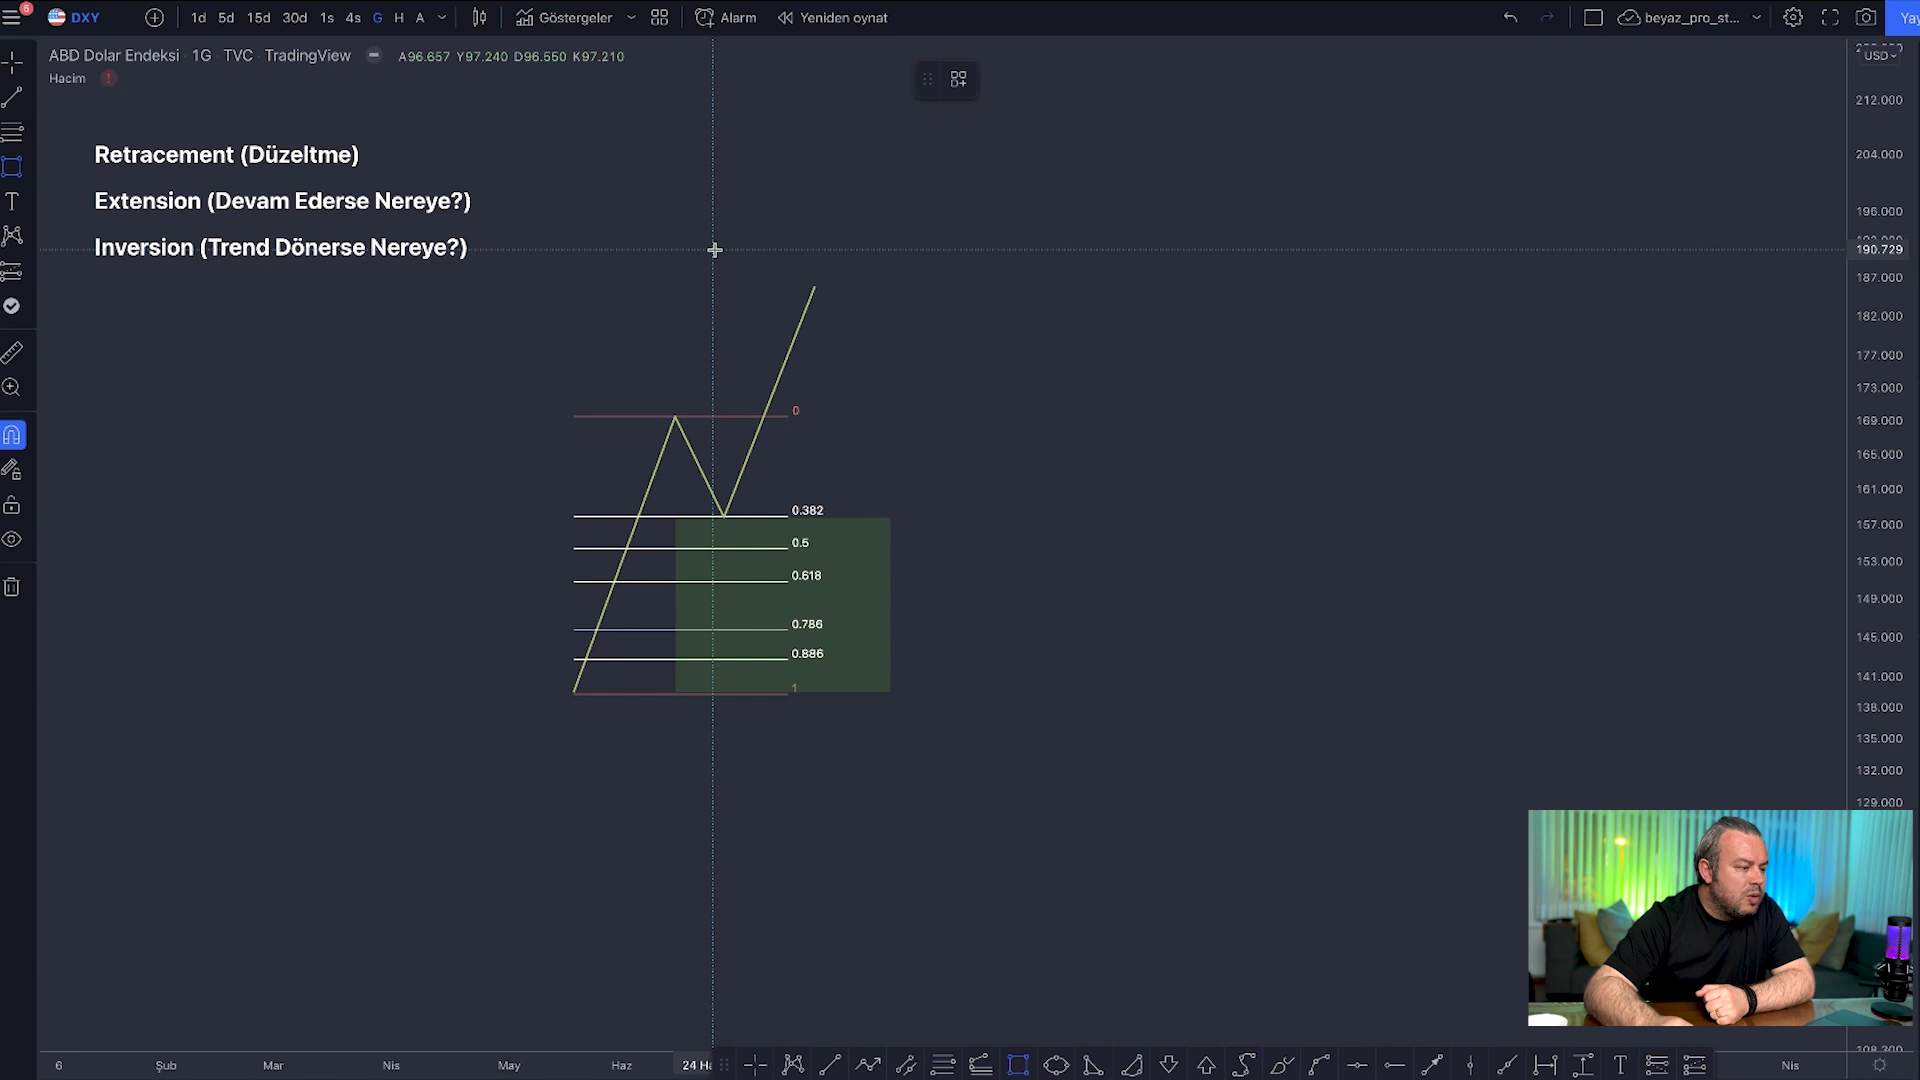 6
DXY
1d 5d 15d 30d 1s 4s G H A
Göstergeler
Alarm
Yeniden oynat
beyaz_pro_st...
Yay
ABD Dolar Endeksi · 1G · TVC · TradingView
A96.657 Y97.240 D96.550 K97.210
Hacim
USD
Retracement (Düzeltme)
Extension (Devam Ederse Nereye?)
Inversion (Trend Dönerse Nereye?)
212.000
204.000
196.000
190.729
187.000
182.000
177.000
173.000
169.000
165.000
161.000
157.000
153.000
149.000
145.000
141.000
138.000
135.000
132.000
129.000
0
0.382
0.5
0.618
0.786
0.886
1
6 Şub Mar Nis May Haz 24 Ha Nis